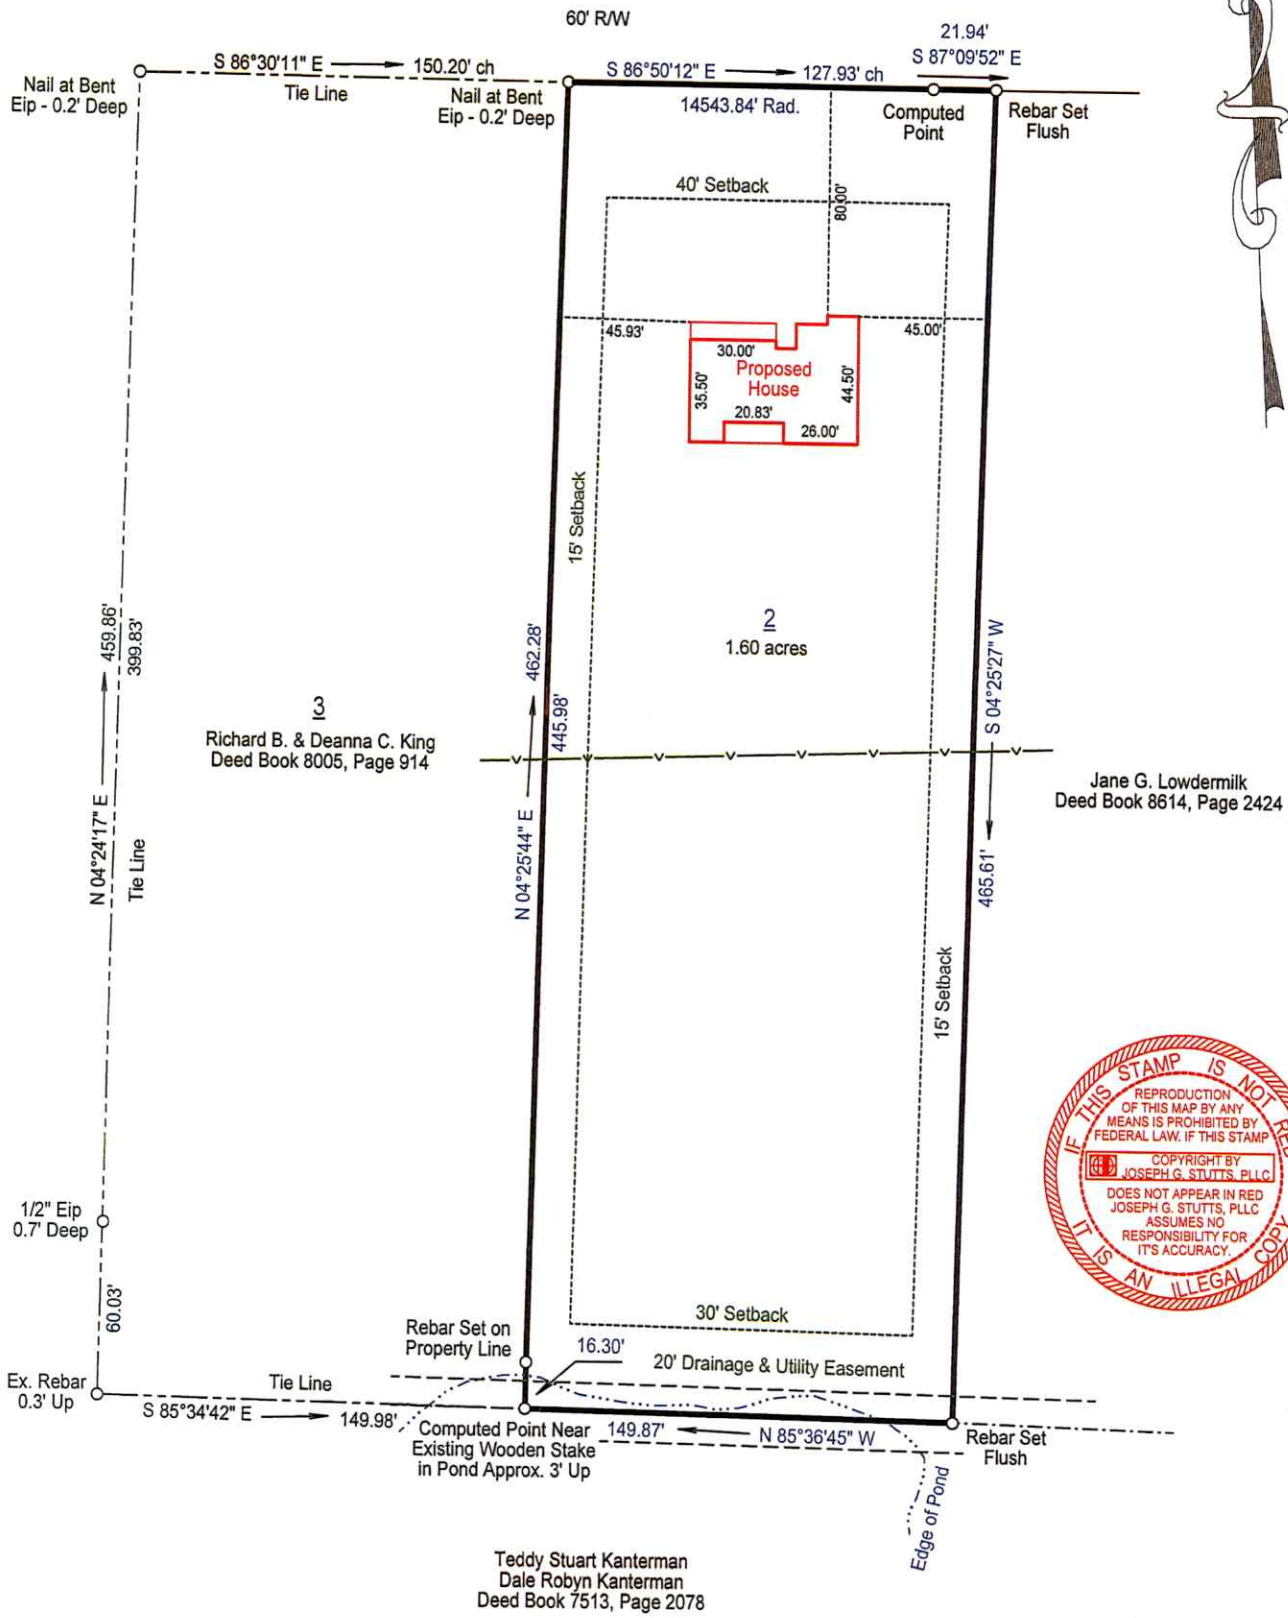 60' R/W
21.94'
S 87°09'52" E
S 86°30'11" E
150.20' ch
S 86°50'12" E
127.93' ch
Tie Line
14543.84' Rad.
Nail at Bent
Eip - 0.2' Deep
Nail at Bent
Eip - 0.2' Deep
Computed
Point
Rebar Set
Flush
40' Setback
80.00'
45.93'
45.00'
30.00'
Proposed
House
35.50'
44.50'
20.83'
26.00'
15' Setback
2
1.60 acres
459.86'
399.83'
N 04°24'17" E
Tie Line
3
Richard B. & Deanna C. King
Deed Book 8005, Page 914
462.28'
445.98'
N 04°25'44" E
S 04°25'27" W
465.61'
V V V V V V V V
Jane G. Lowdermilk
Deed Book 8614, Page 2424
15' Setback
IF THIS STAMP IS NOT RED
IT IS AN ILLEGAL COPY
REPRODUCTION
OF THIS MAP BY ANY
MEANS IS PROHIBITED BY
FEDERAL LAW. IF THIS STAMP
COPYRIGHT BY
JOSEPH G. STUTTS, PLLC
DOES NOT APPEAR IN RED
JOSEPH G. STUTTS, PLLC
ASSUMES NO
RESPONSIBILITY FOR
IT'S ACCURACY.
1/2" Eip
0.7' Deep
60.03'
30' Setback
Rebar Set on
Property Line
16.30'
20' Drainage & Utility Easement
Ex. Rebar
0.3' Up
Tie Line
S 85°34'42" E
149.98'
Computed Point Near
Existing Wooden Stake
in Pond Approx. 3' Up
149.87'
N 85°36'45" W
Rebar Set
Flush
Edge of Pond
Teddy Stuart Kanterman
Dale Robyn Kanterman
Deed Book 7513, Page 2078